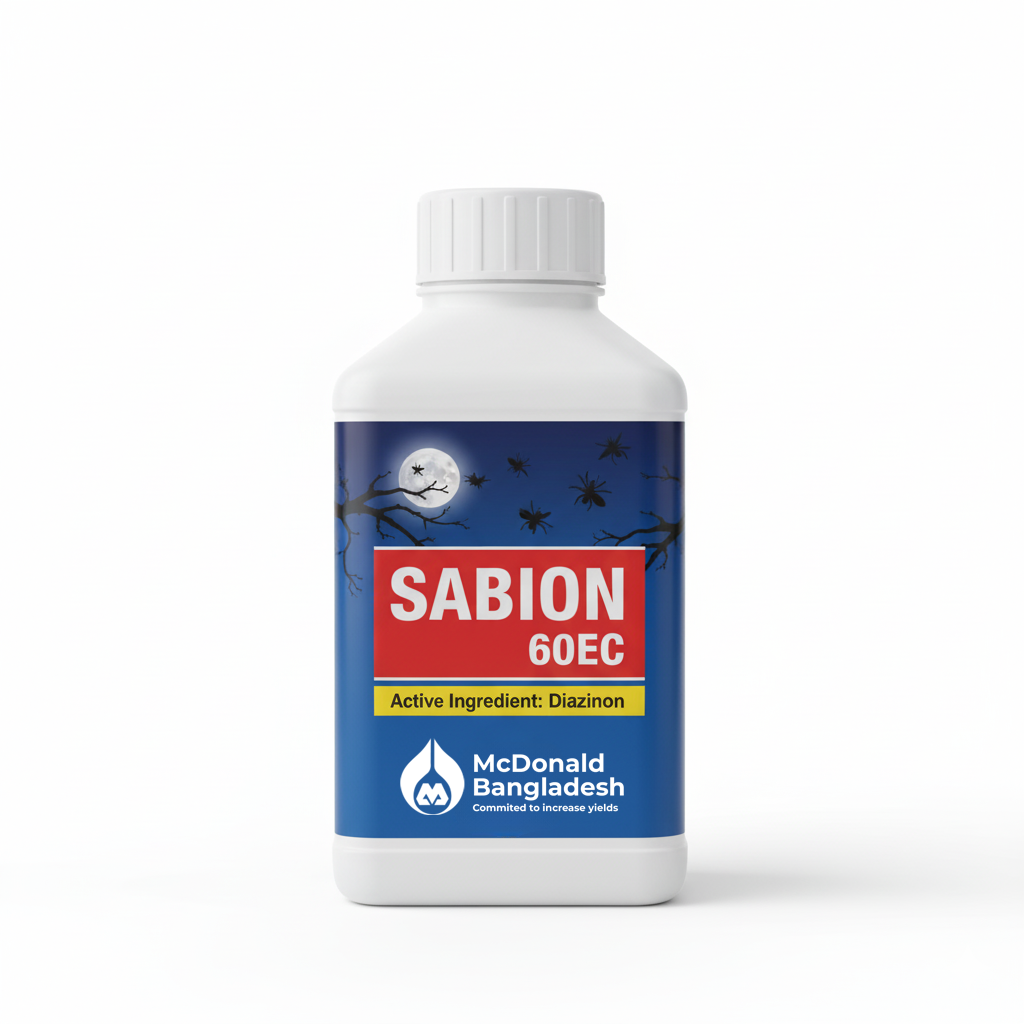 SABION
60EC
Active Ingredient: Diazinon
McDonald
Bangladesh
Commited to increase yields